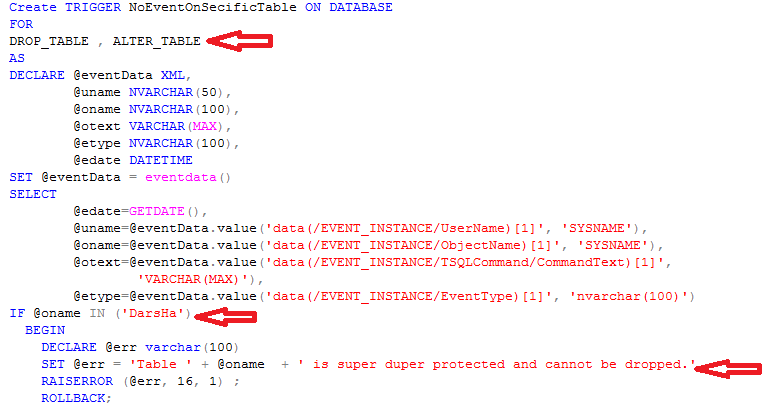 Create TRIGGER NoEventOnSecificTable ON DATABASE
FOR
DROP_TABLE , ALTER_TABLE
AS
DECLARE @eventData XML,
@uname NVARCHAR(50),
@oname NVARCHAR(100),
@otext VARCHAR(MAX),
@etype NVARCHAR(100),
@edate DATETIME
SET @eventData = eventdata()
SELECT
@edate=GETDATE(),
@uname=@eventData.value('data(/EVENT_INSTANCE/UserName)[1]', 'SYSNAME'),
@oname=@eventData.value('data(/EVENT_INSTANCE/ObjectName)[1]', 'SYSNAME'),
@otext=@eventData.value('data(/EVENT_INSTANCE/TSQLCommand/CommandText)[1]',
'VARCHAR(MAX)'),
@etype=@eventData.value('data(/EVENT_INSTANCE/EventType)[1]', 'nvarchar(100)')
IF @oname IN ('DarsHa')
BEGIN
DECLARE @err varchar(100)
SET @err = 'Table ' + @oname  + ' is super duper protected and cannot be dropped.'
RAISERROR (@err, 16, 1) ;
ROLLBACK;